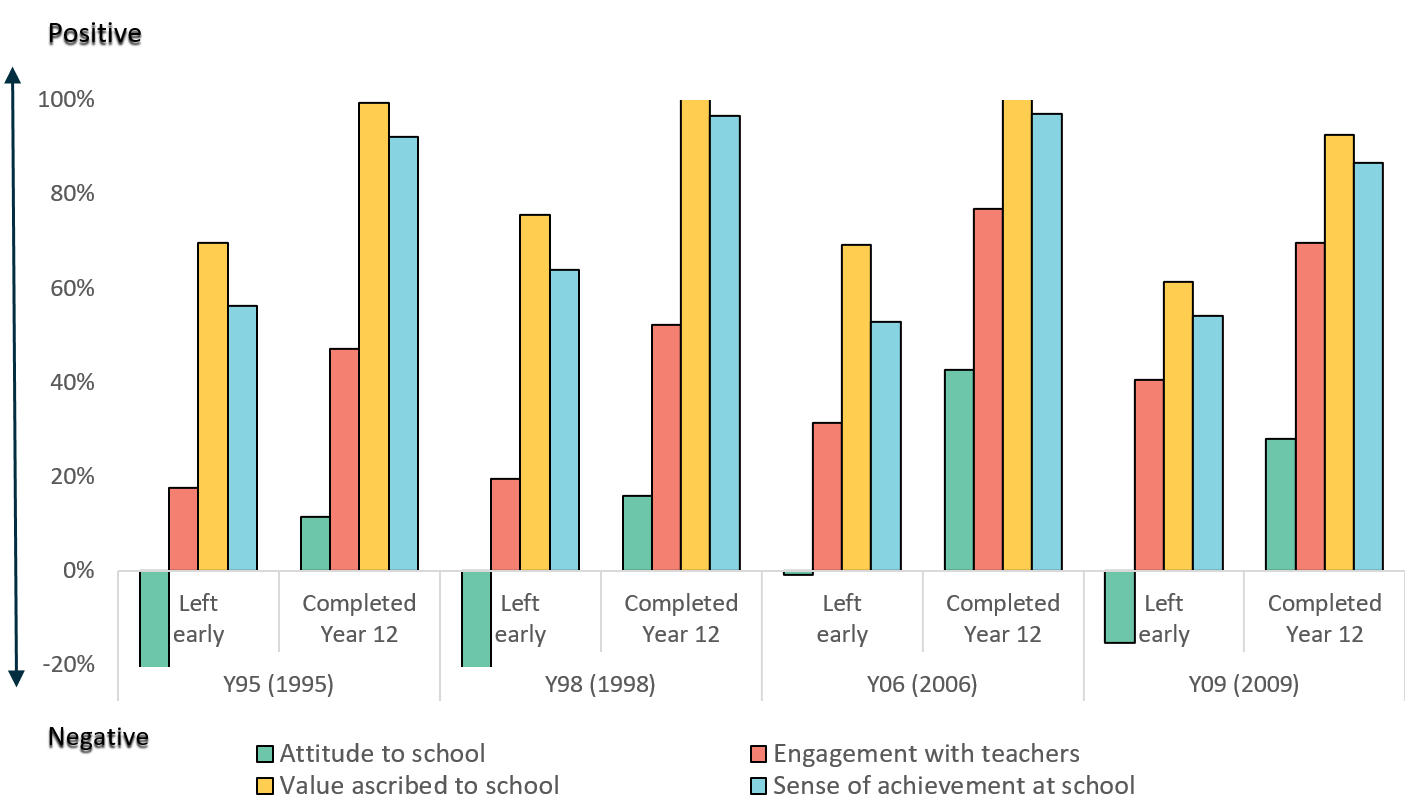 Positive
100%
80%
60%
40%
20%
0%
-20%
Left
early
Completed
Year 12
Left
early
Completed
Year 12
Left
early
Completed
Year 12
Left
early
Completed
Year 12
Y95 (1995)
Y98 (1998)
Y06 (2006)
Y09 (2009)
Negative
Attitude to school
Engagement with teachers
Value ascribed to school
Sense of achievement at school